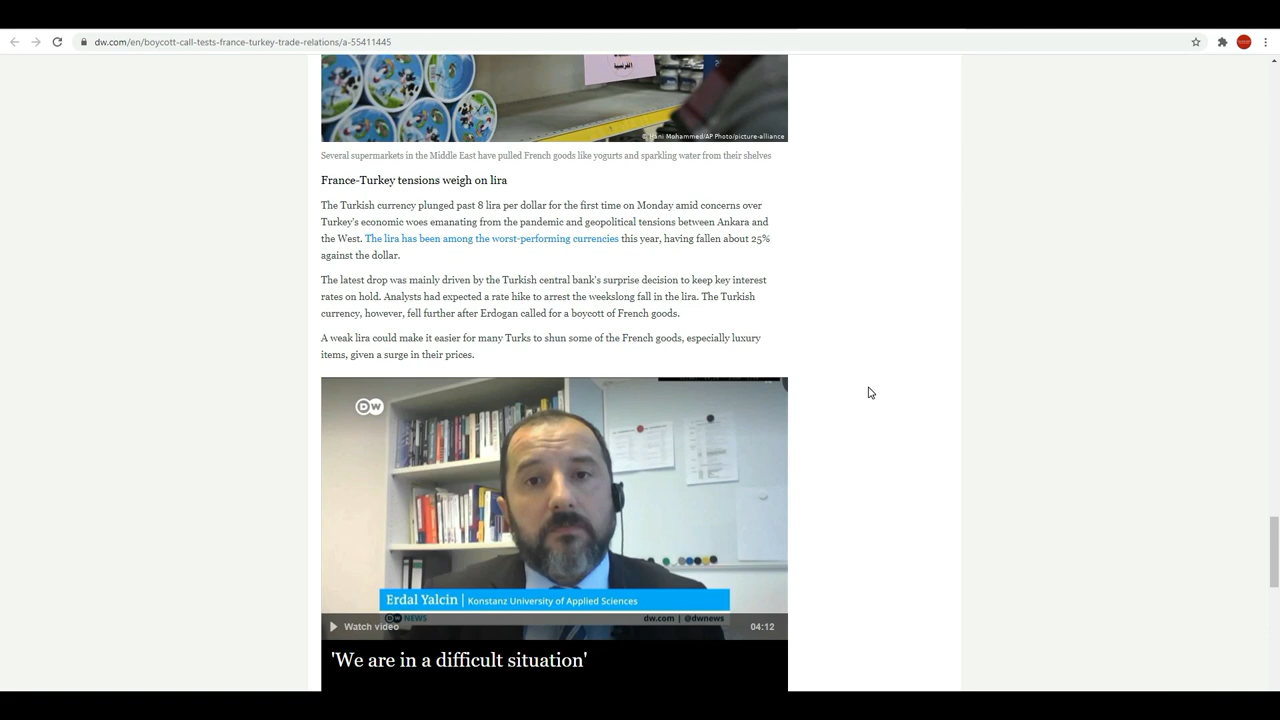 dw.com/en/boycott-call-tests-france-turkey-trade-relations/a-55411445
الفرنسية
© Hani Mohammed/AP Photo/picture-alliance
Several supermarkets in the Middle East have pulled French goods like yogurts and sparkling water from their shelves
France-Turkey tensions weigh on lira
The Turkish currency plunged past 8 lira per dollar for the first time on Monday amid concerns over
Turkey's economic woes emanating from the pandemic and geopolitical tensions between Ankara and
the West. The lira has been among the worst-performing currencies this year, having fallen about 25%
against the dollar.
The latest drop was mainly driven by the Turkish central bank's surprise decision to keep key interest
rates on hold. Analysts had expected a rate hike to arrest the weekslong fall in the lira. The Turkish
currency, however, fell further after Erdogan called for a boycott of French goods.
A weak lira could make it easier for many Turks to shun some of the French goods, especially luxury
items, given a surge in their prices.
DW
Erdal Yalcin | Konstanz University of Applied Sciences
DW NEWS dw.com | @dwnews
Watch video 04:12
'We are in a difficult situation'